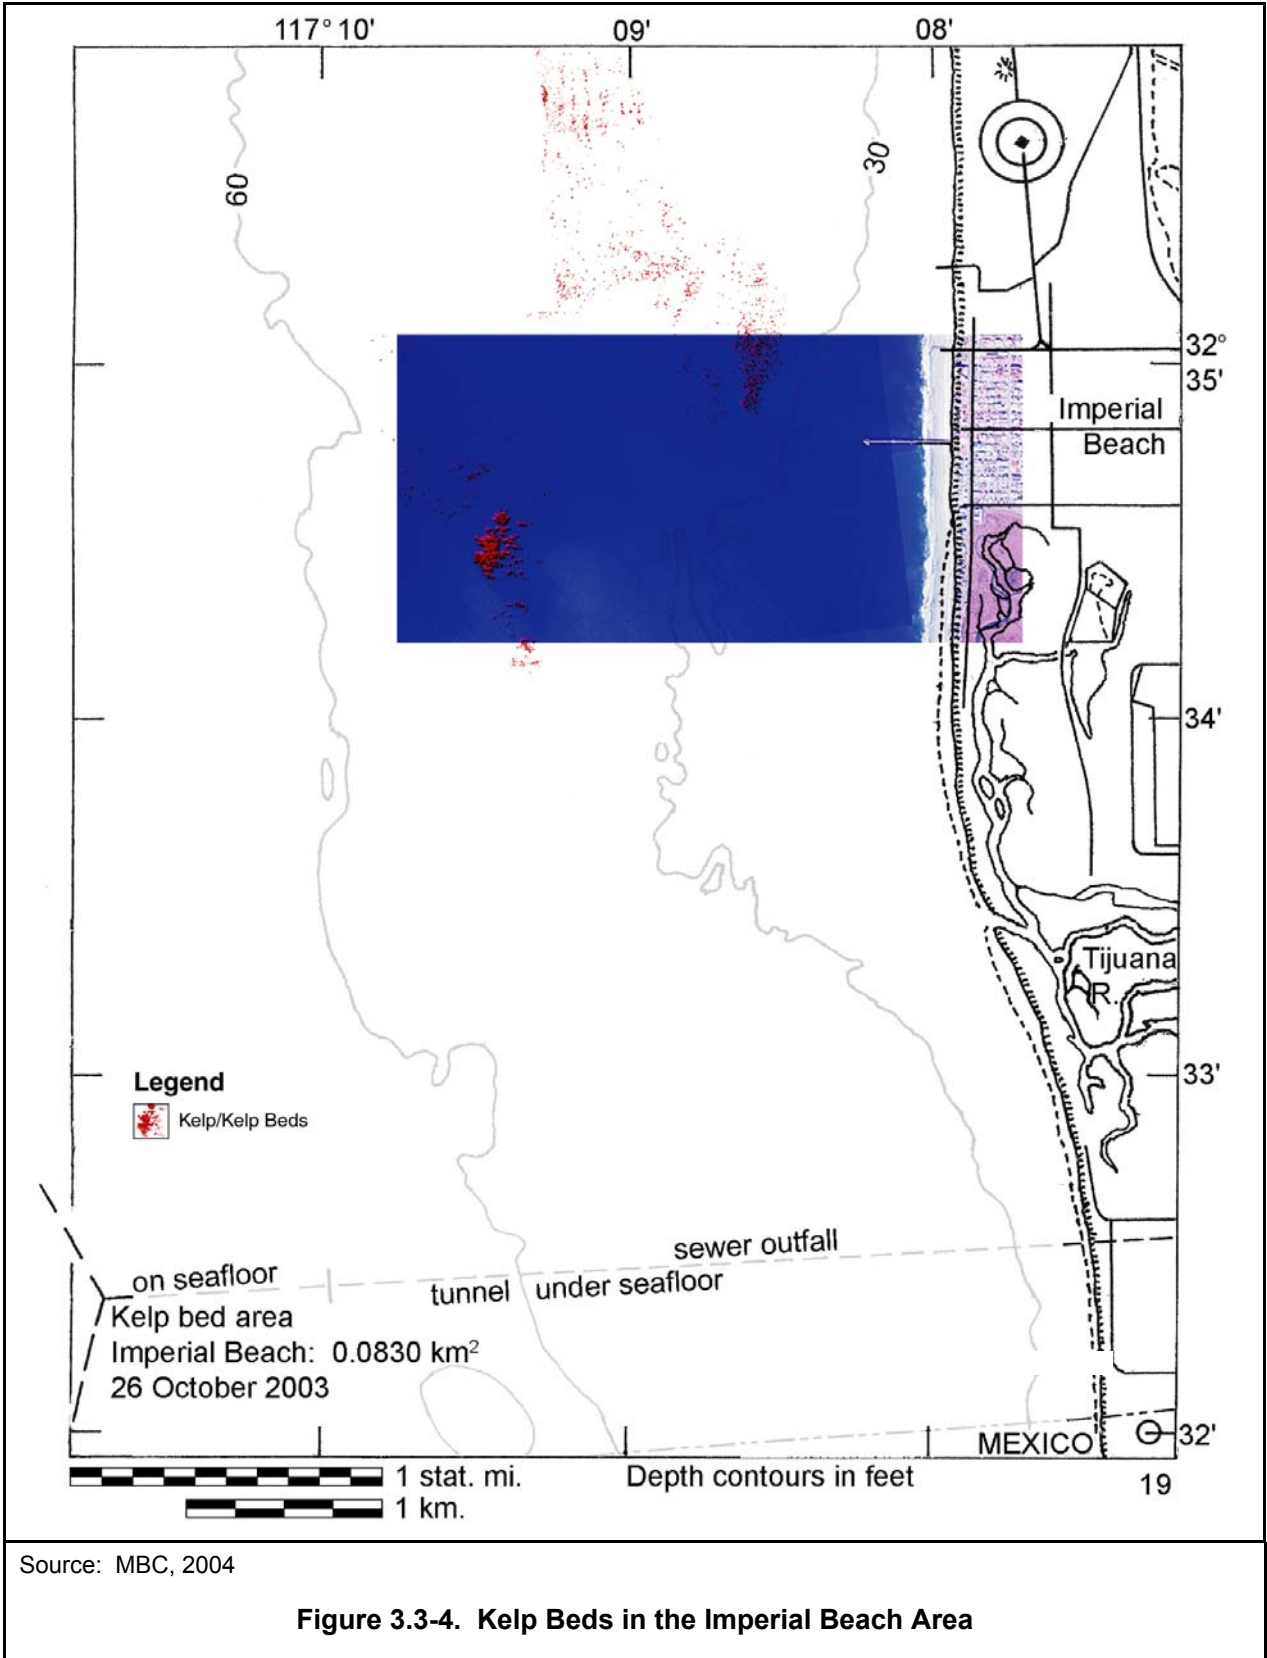 117° 10' 09' 08'
60
30
32°
35'
Imperial
Beach
34'
Tijuana
R.
33'
Legend
Kelp/Kelp Beds
sewer outfall
on seafloor
tunnel under seafloor
Kelp bed area
Imperial Beach: 0.0830 km²
26 October 2003
MEXICO
32'
1 stat. mi.
Depth contours in feet
19
1 km.
Source: MBC, 2004
Figure 3.3-4. Kelp Beds in the Imperial Beach Area